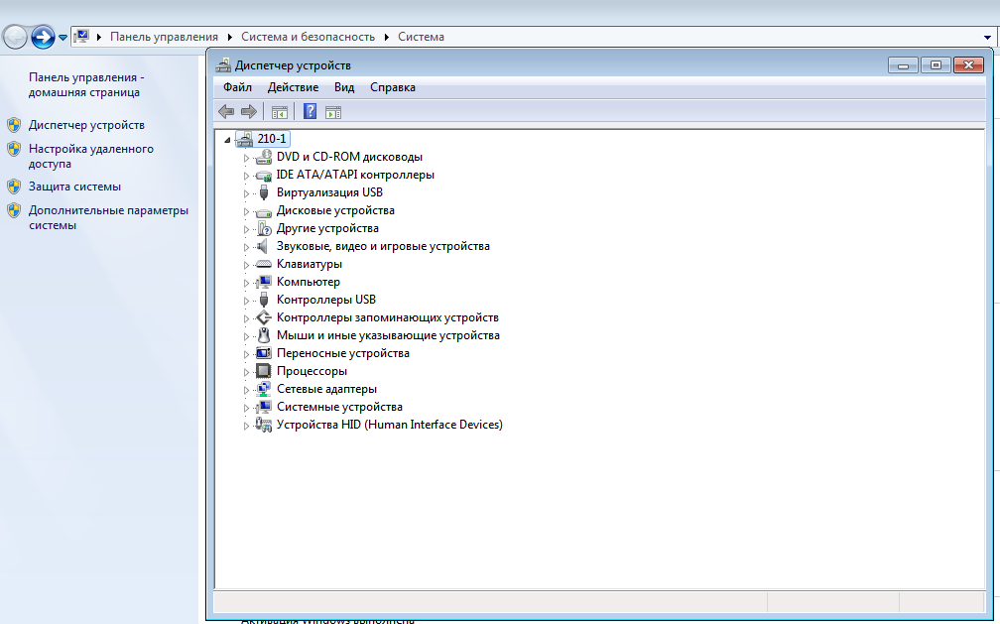 Панель управления
Система и безопасность
Система
Панель управления -
домашняя страница
Диспетчер устройств
Настройка удаленного
доступа
Защита системы
Дополнительные параметры
системы
Диспетчер устройств
Файл Действие Вид Справка
210-1
DVD и CD-ROM дисководы
IDE ATA/ATAPI контроллеры
Виртуализация USB
Дисковые устройства
Другие устройства
Звуковые, видео и игровые устройства
Клавиатуры
Компьютер
Контроллеры USB
Контроллеры запоминающих устройств
Мыши и иные указывающие устройства
Переносные устройства
Процессоры
Сетевые адаптеры
Системные устройства
Устройства HID (Human Interface Devices)
Активация Windows выполнена